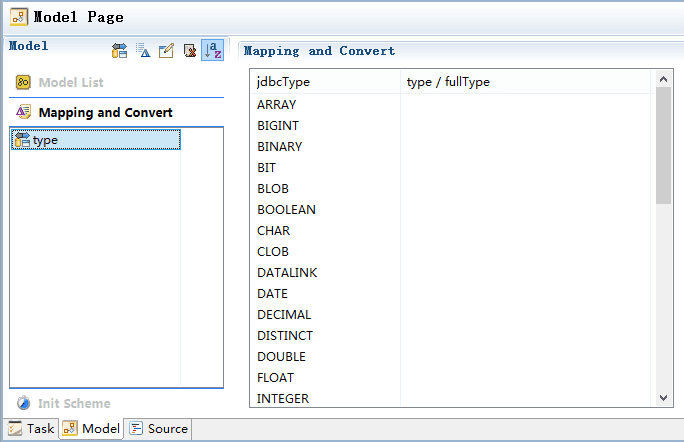 Model Page
Model
Model List
Mapping and Convert
type
Init Scheme
Mapping and Convert
jdbcType type / fullType
ARRAY
BIGINT
BINARY
BIT
BLOB
BOOLEAN
CHAR
CLOB
DATALINK
DATE
DECIMAL
DISTINCT
DOUBLE
FLOAT
INTEGER
Task Model Source